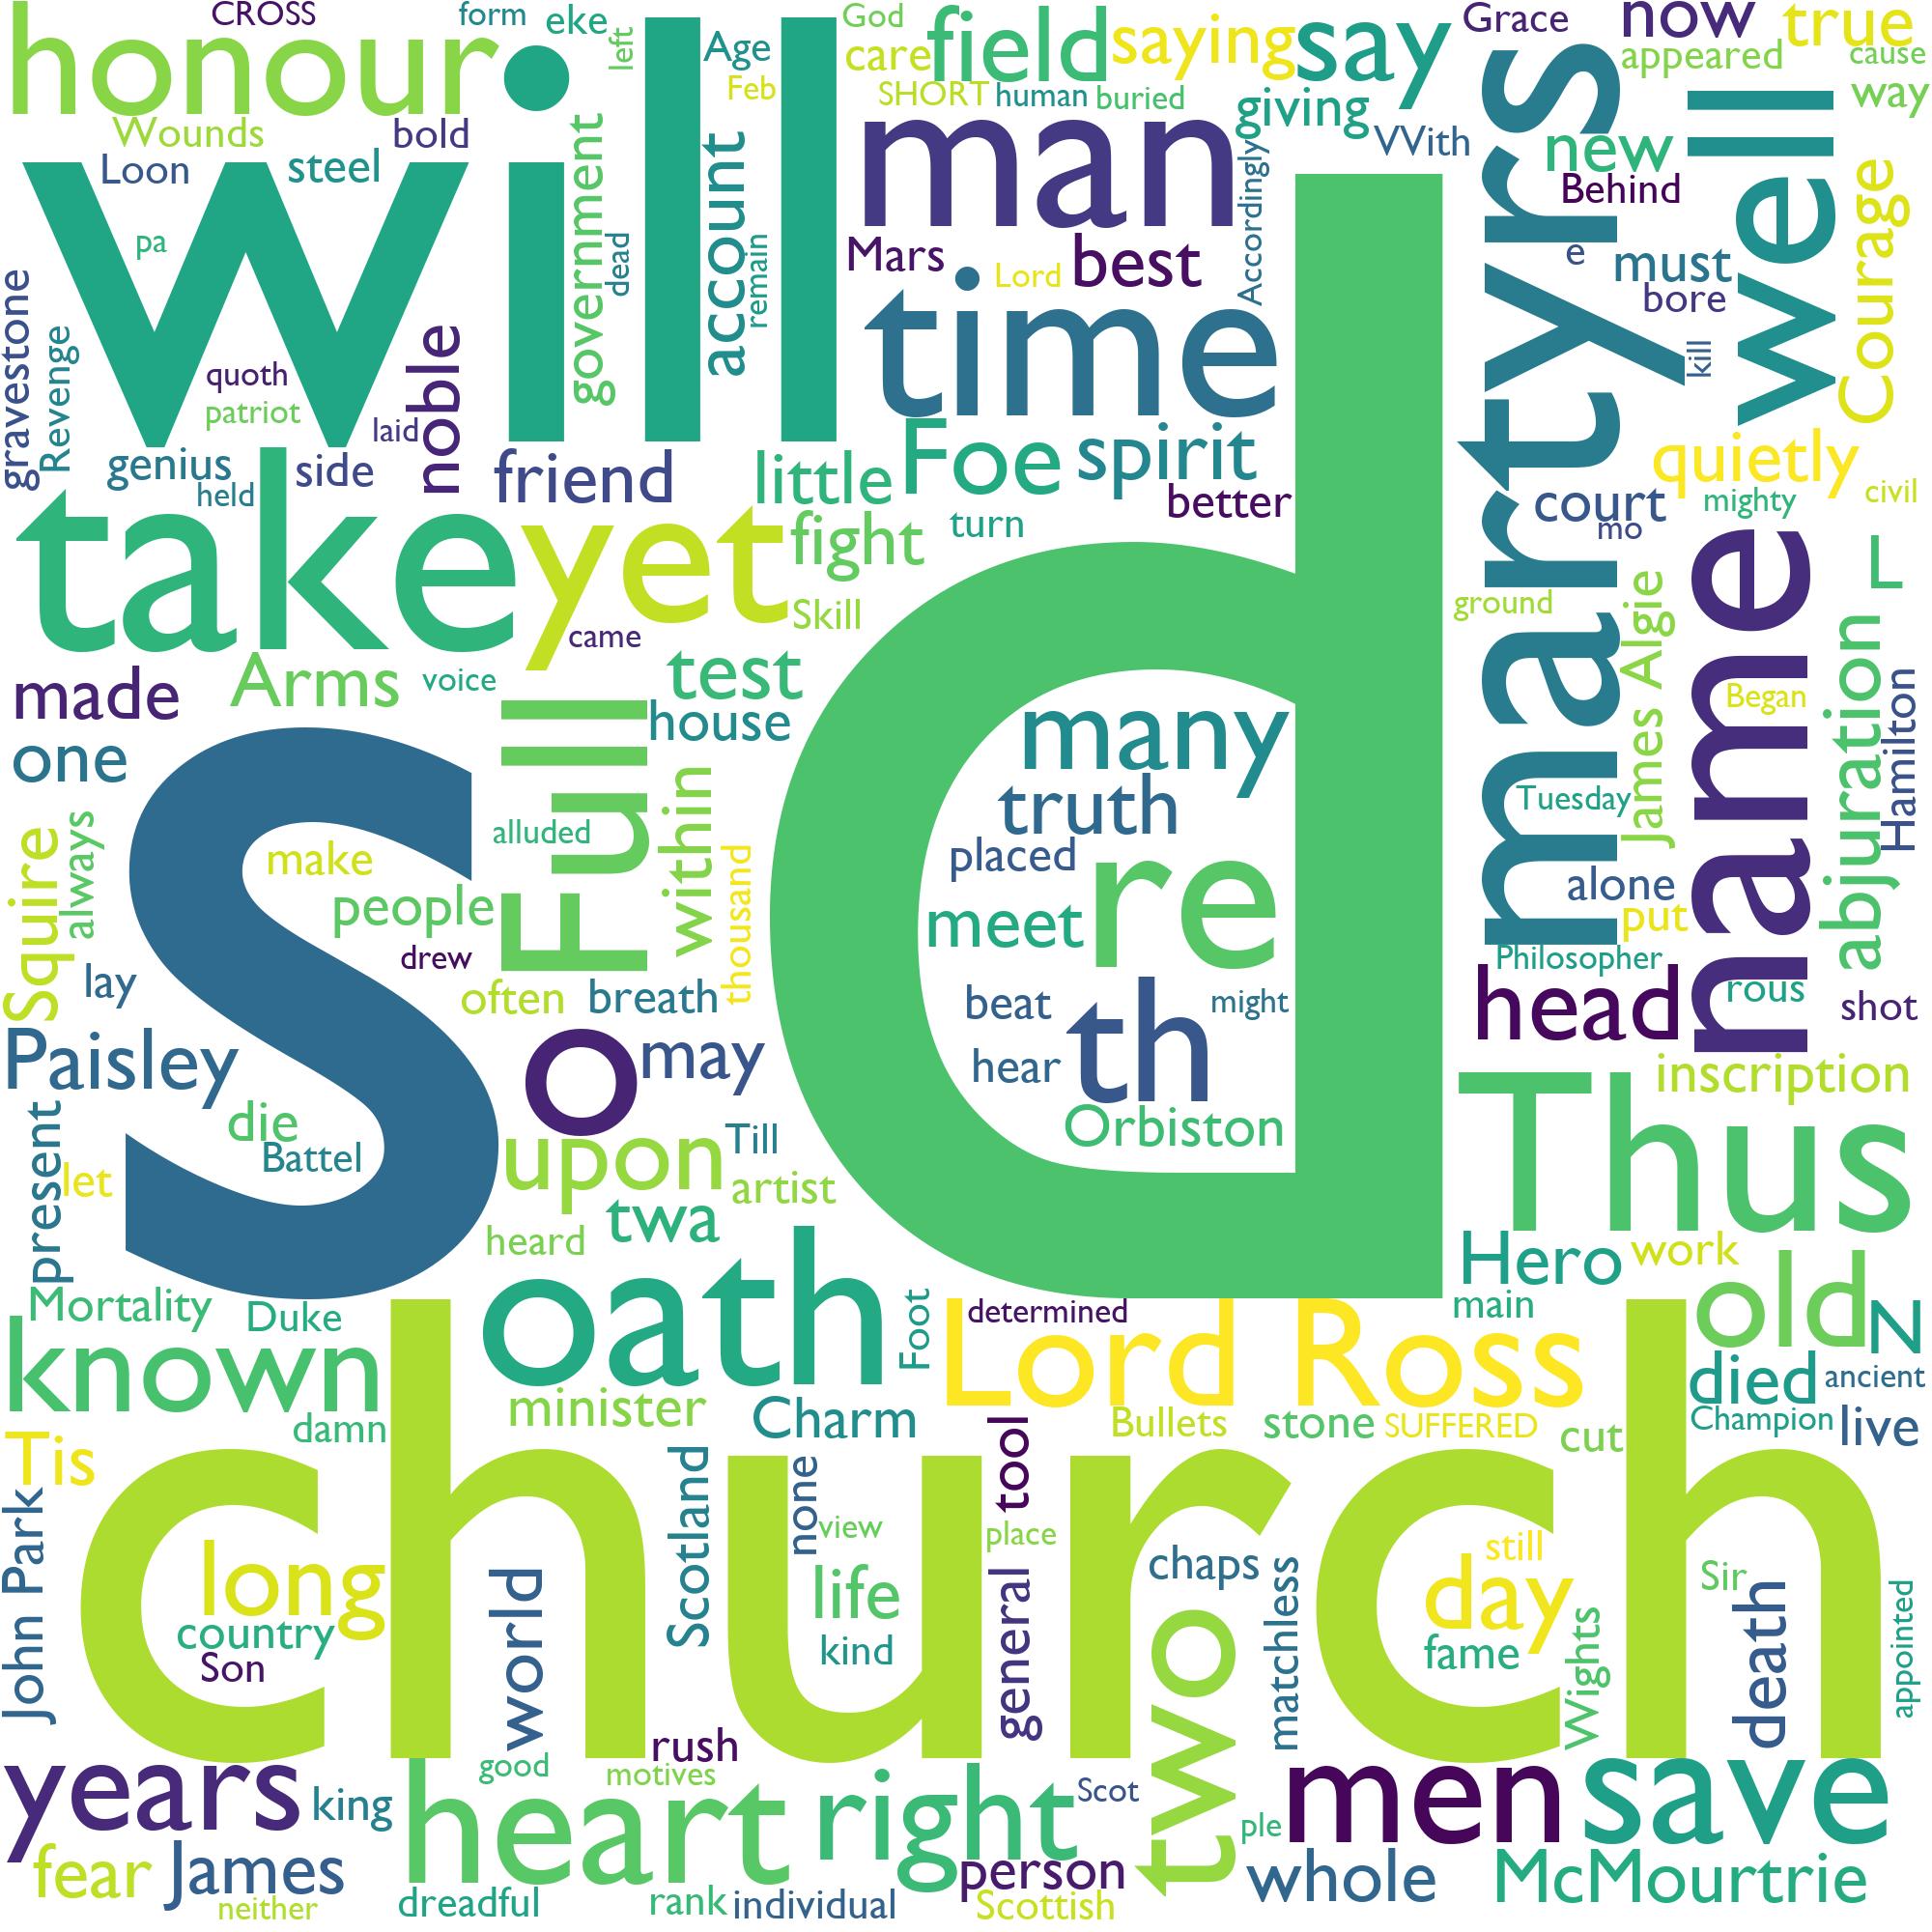 CROSS
form
eke
left
Age
God
care
field
saying
say
Grace
now
true
honour
will
Feb
SHORT
human
buried
giving
appeared
cause
way
Wounds
bold
Loon
steel
government
account
man
Accordingly
VVith
martyrs
new
well
Behind
Courage
pa
dead
remain
Mars
Lord
best
e
must
bore
gravestone
Revenge
quoth
patriot
laid
noble
time
kill
genius
held
side
friend
little
Foe
spirit
better
quietly
court
mo
mighty
civil
take
yet
fight
turn
name
L
came
Skill
ground
James Algie
abjuration
made
Arms
voice
test
house
Began
Hamilton
one
S
Full
d
many
truth
Tuesday
Squire
always
make
alluded
within
thousand
placed
re
alone
people
put
drew
meet
Philosopher
lay
often
breath
beat
th
might
head
rous
shot
Paisley
o
may
hear
inscription
present
die
Battel
Orbiston
Thus
let
upon
Till
artist
twa
heard
Hero
work
Mortality
Duke
oath
Foot
determined
main
old
N
known
Lord Ross
died
ancient
damn
minister
Charm
Bullets
stone
SUFFERED
cut
Champion
live
Tis
church
Scotland
none
tool
view
place
John Park
long
world
life
general
chaps
matchless
day
still
Sir
death
appointed
country
Son
kind
two
fame
Wights
years
king
good
rush
motives
heart
right
Scot
ple
men
save
fear
James
neither
dreadful
rank
individual
person
Scottish
whole
McMourtrie